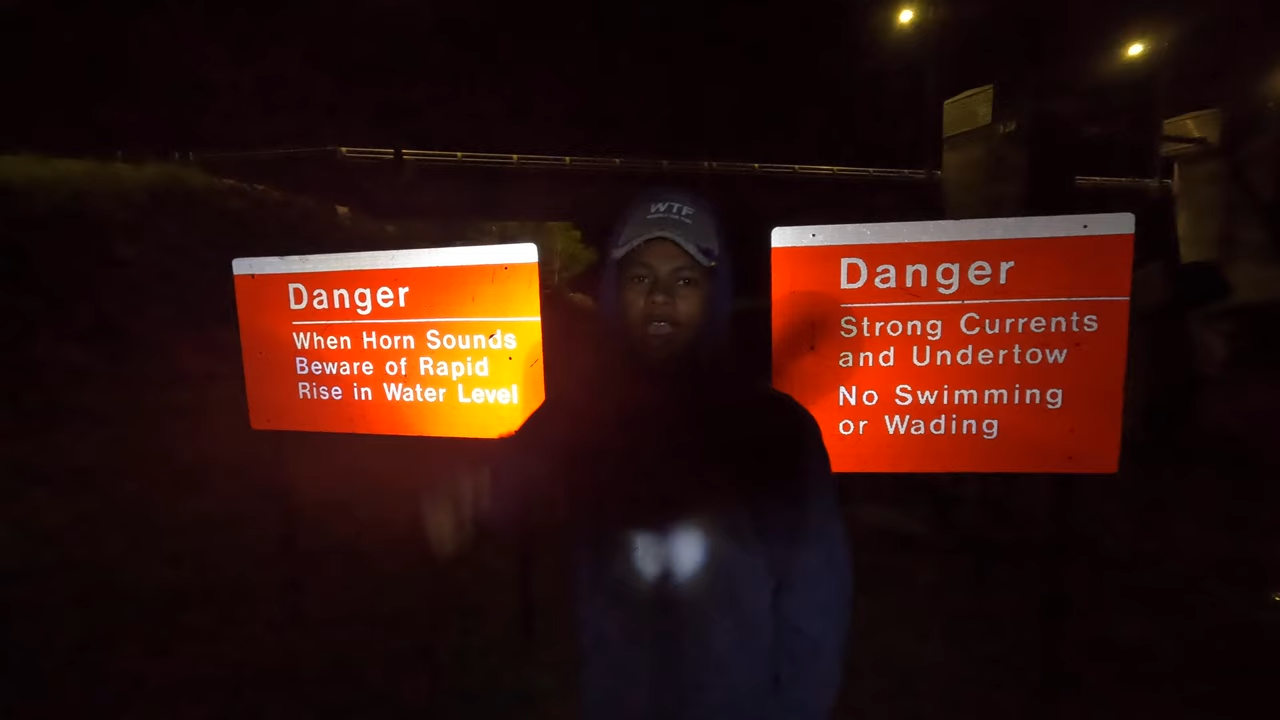 Danger
When Horn Sounds
Beware of Rapid
Rise in Water Level
WTF
Danger
Strong Currents
and Undertow
No Swimming
or Wading